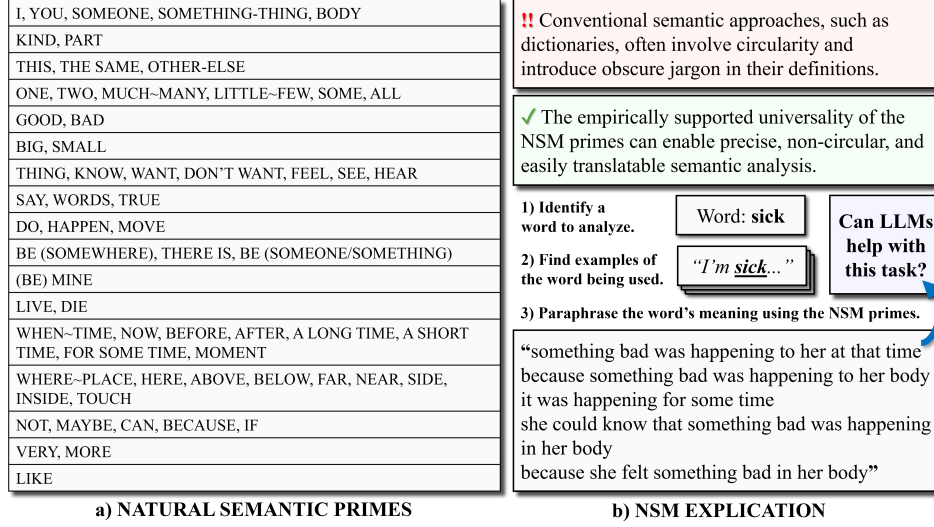 I, YOU, SOMEONE, SOMETHING-THING, BODY
KIND, PART
THIS, THE SAME, OTHER-ELSE
ONE, TWO, MUCH~MANY, LITTLE~FEW, SOME, ALL
GOOD, BAD
BIG, SMALL
THING, KNOW, WANT, DON'T WANT, FEEL, SEE, HEAR
SAY, WORDS, TRUE
DO, HAPPEN, MOVE
BE (SOMEWHERE), THERE IS, BE (SOMEONE/SOMETHING)
(BE) MINE
LIVE, DIE
WHEN~TIME, NOW, BEFORE, AFTER, A LONG TIME, A SHORT
TIME, FOR SOME TIME, MOMENT
WHERE~PLACE, HERE, ABOVE, BELOW, FAR, NEAR, SIDE,
INSIDE, TOUCH
NOT, MAYBE, CAN, BECAUSE, IF
VERY, MORE
LIKE
a) NATURAL SEMANTIC PRIMES
‼ Conventional semantic approaches, such as
dictionaries, often involve circularity and
introduce obscure jargon in their definitions.
✓ The empirically supported universality of the
NSM primes can enable precise, non-circular, and
easily translatable semantic analysis.
1) Identify a
word to analyze.
Word: sick
2) Find examples of
the word being used.
"I'm sick..."
Can LLMs
help with
this task?
3) Paraphrase the word's meaning using the NSM primes.
"something bad was happening to her at that time
because something bad was happening to her body
it was happening for some time
she could know that something bad was happening
in her body
because she felt something bad in her body"
b) NSM EXPLICATION